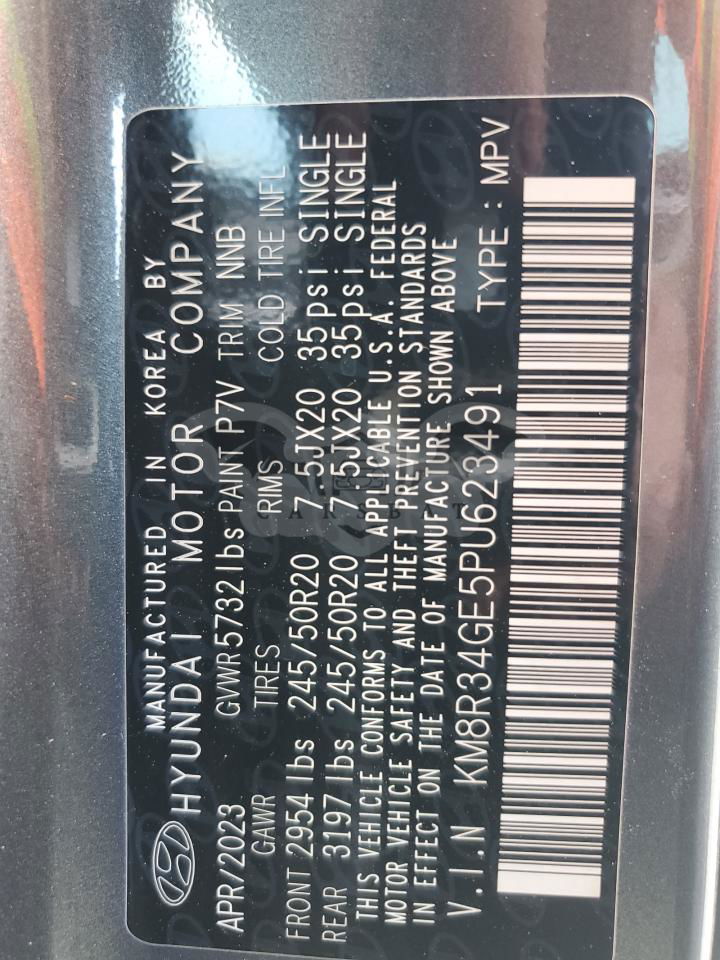 MANUFACTURED IN KOREA BY
HYUNDAI MOTOR COMPANY
APR/2023 GVWR 5732 lbs PAINT P7V TRIM NNB
GAWR TIRES RIMS COLD TIRE INFL
FRONT 2954 lbs 245/50R20 7.5JX20 35psi SINGLE
REAR 3197 lbs 245/50R20 7.5JX20 35psi SINGLE
THIS VEHICLE CONFORMS TO ALL APPLICABLE U.S.A. FEDERAL
MOTOR VEHICLE SAFETY AND THEFT PREVENTION STANDARDS
IN EFFECT ON THE DATE OF MANUFACTURE SHOWN ABOVE
V.I.N KM8R34GE5PU623491 TYPE : MPV